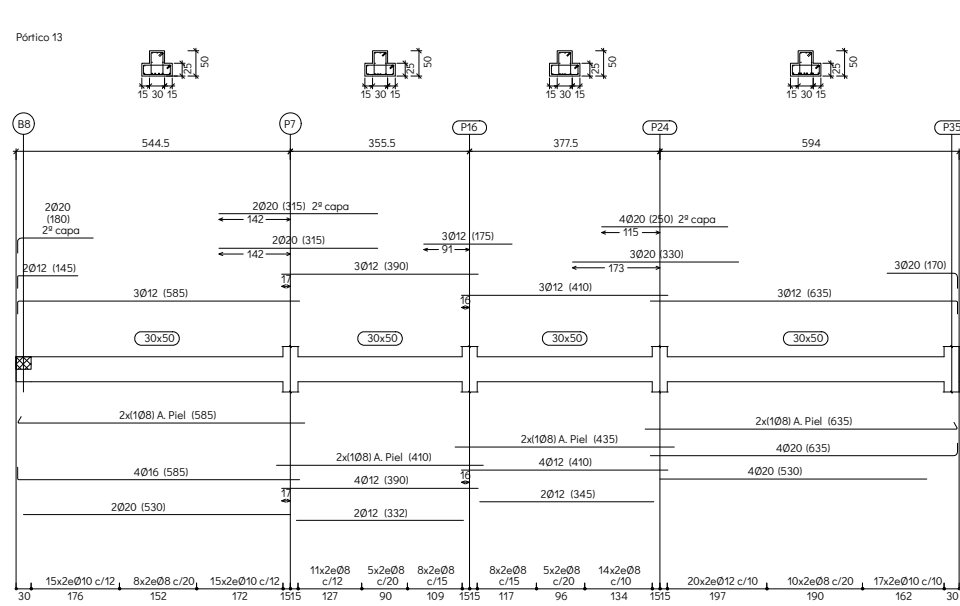 Pórtico 13
25 50
25 50
25 50
25 50
15 30 15
15 30 15
15 30 15
15 30 15
B8 P7 P16 P24 P35
544.5 355.5 377.5 594
2Ø20
(180)
2ª capa
2Ø20 (315) 2ª capa
142
4Ø20 (250) 2ª capa
115
2Ø20 (315)
142
3Ø12 (175)
91
3Ø20 (330)
173
2Ø12 (145)
3Ø12 (390)
17
3Ø20 (170)
3Ø12 (585)
3Ø12 (410)
16
3Ø12 (635)
30x50 30x50 30x50 30x50
2x(1Ø8) A. Piel (585)
2x(1Ø8) A. Piel (635)
2x(1Ø8) A. Piel (435)
4Ø20 (635)
2x(1Ø8) A. Piel (410)
4Ø12 (410)
16
4Ø16 (585)
4Ø20 (530)
4Ø12 (390)
17
2Ø12 (345)
2Ø20 (530)
2Ø12 (332)
15x2eØ10 c/12 8x2eØ8 c/20 15x2eØ10 c/12
11x2eØ8
c/12
5x2eØ8
c/20
8x2eØ8
c/15
8x2eØ8
c/15
5x2eØ8
c/20
14x2eØ8
c/10
20x2eØ12 c/10 10x2eØ8 c/20 17x2eØ10 c/10
30 176 152 172 15 15 127 90 109 15 15 117 96 134 15 15 197 190 162 30